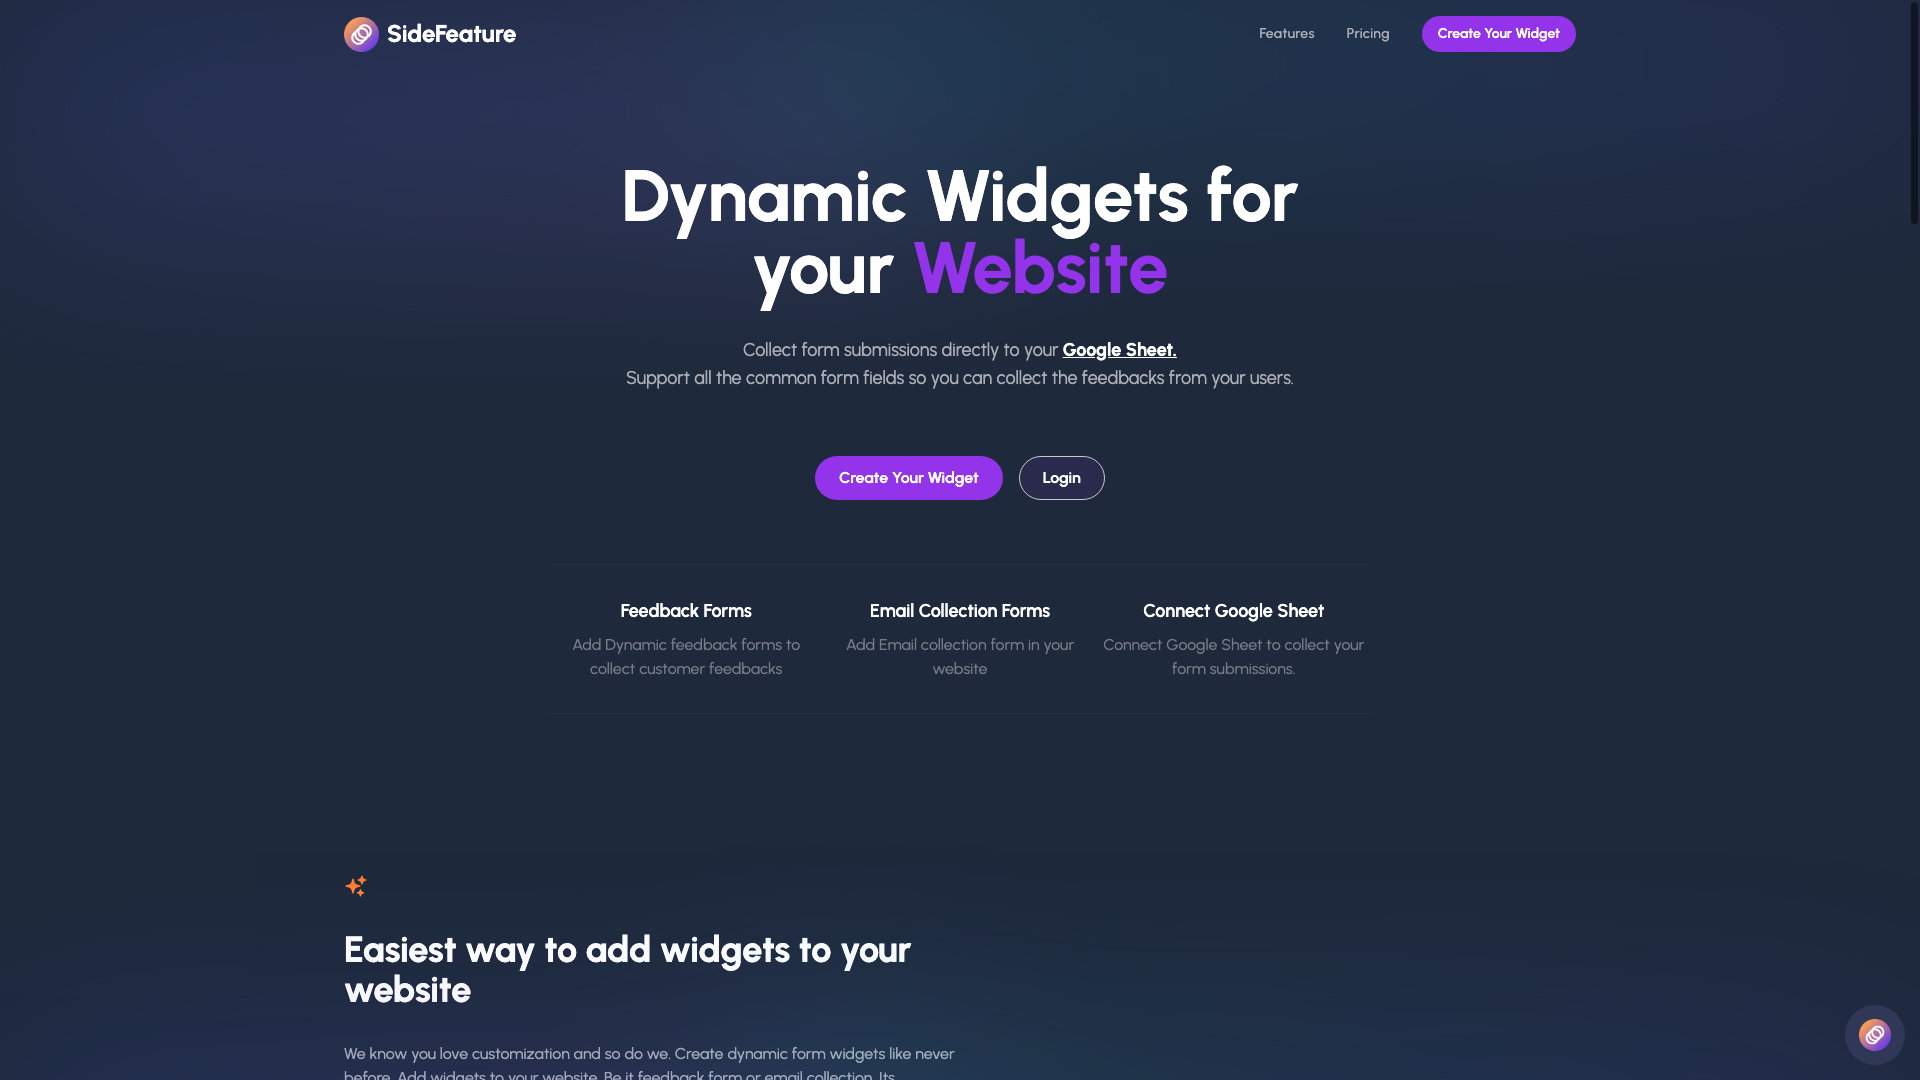 SideFeature
Features
Pricing
Create Your Widget
Dynamic Widgets for
your Website
Collect form submissions directly to your Google Sheet.
Support all the common form fields so you can collect the feedbacks from your users.
Create Your Widget
Login
Feedback Forms
Add Dynamic feedback forms to
collect customer feedbacks
Email Collection Forms
Add Email collection form in your
website
Connect Google Sheet
Connect Google Sheet to collect your
form submissions.
Easiest way to add widgets to your
website
We know you love customization and so do we. Create dynamic form widgets like never
before. Add widgets to your website. Be it feedback form or email collection. Its